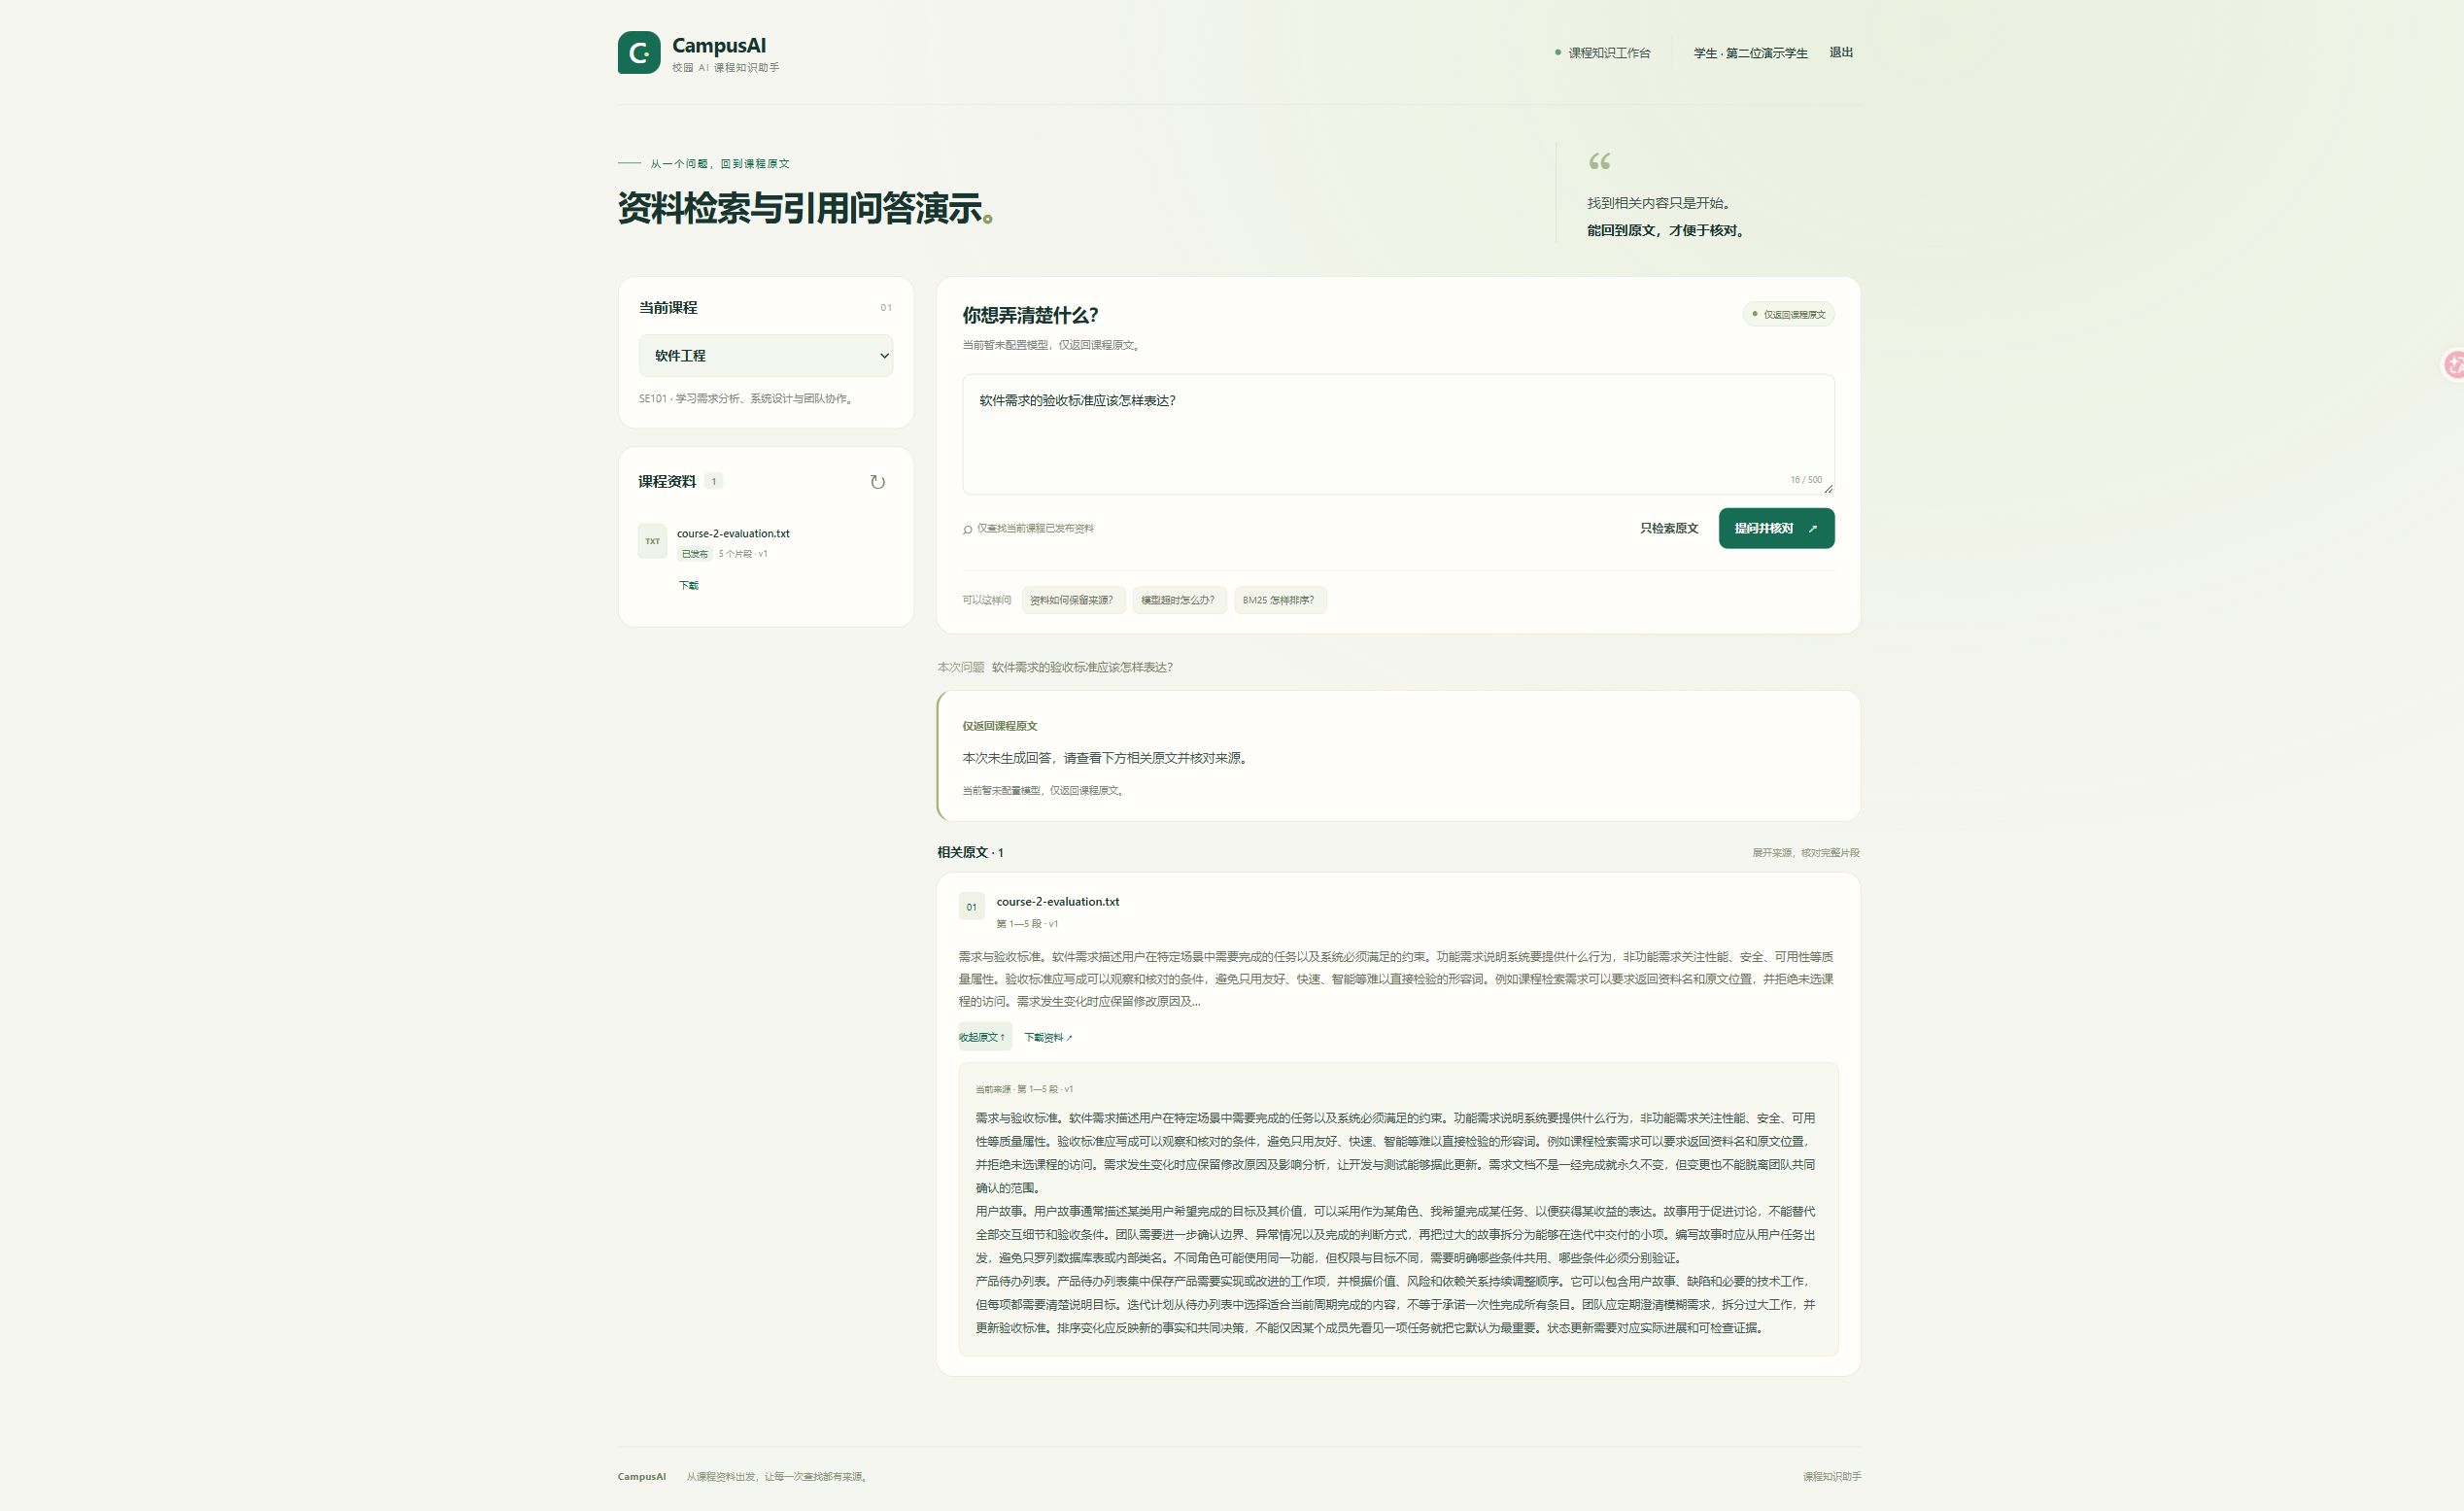 CampusAI
校园 AI 课程知识助手
课程知识工作台
学生 · 第二位演示学生
退出
从一个问题，回到课程原文
资料检索与引用问答演示。
“
找到相关内容只是开始。
能回到原文，才便于核对。
当前课程
01
软件工程
SE101 · 学习需求分析、系统设计与团队协作。
课程资料 1
TXT
course-2-evaluation.txt
已发布 5 个片段 · v1
下载
你想弄清楚什么？
仅返回课程原文
当前暂未配置模型，仅返回课程原文。
软件需求的验收标准应该怎样表达？
16 / 500
仅查找当前课程已发布资料
只检索原文
提问并核对 ↗
可以这样问 资料如何保留来源？ 模型超时怎么办？ BM25 怎样排序？
本次问题 软件需求的验收标准应该怎样表达？
仅返回课程原文
本次未生成回答，请查看下方相关原文并核对来源。
当前暂未配置模型，仅返回课程原文。
相关原文 · 1
展开来源，核对完整片段
01
course-2-evaluation.txt
第 1—5 段 · v1
需求与验收标准。软件需求描述用户在特定场景中需要完成的任务以及系统必须满足的约束。功能需求说明系统要提供什么行为，非功能需求关注性能、安全、可用性等质
量属性。验收标准应写成可以观察和核对的条件，避免只用友好、快速、智能等难以直接检验的形容词。例如课程检索需求可以要求返回资料名和原文位置，并拒绝未选课
程的访问。需求发生变化时应保留修改原因及...
收起原文 ↑ 下载资料 ↗
当前来源 · 第 1—5 段 · v1
需求与验收标准。软件需求描述用户在特定场景中需要完成的任务以及系统必须满足的约束。功能需求说明系统要提供什么行为，非功能需求关注性能、安全、可用
性等质量属性。验收标准应写成可以观察和核对的条件，避免只用友好、快速、智能等难以直接检验的形容词。例如课程检索需求可以要求返回资料名和原文位置，
并拒绝未选课程的访问。需求发生变化时应保留修改原因及影响分析，让开发与测试能够据此更新。需求文档不是一经完成就永久不变，但变更也不能脱离团队共同
确认的范围。
用户故事。用户故事通常描述某类用户希望完成的目标及其价值，可以采用作为某角色、我希望完成某任务、以便获得某收益的表达。故事用于促进讨论，不能替代
全部交互细节和验收条件。团队需要进一步确认边界、异常情况以及完成的判断方式，再把过大的故事拆分为能够在迭代中交付的小项。编写故事时应从用户任务出
发，避免只罗列数据库表或内部类名。不同角色可能使用同一功能，但权限与目标不同，需要明确哪些条件共用、哪些条件必须分别验证。
产品待办列表。产品待办列表集中保存产品需要实现或改进的工作项，并根据价值、风险和依赖关系持续调整顺序。它可以包含用户故事、缺陷和必要的技术工作，
但每项都需要清楚说明目标。迭代计划从待办列表中选择适合当前周期完成的内容，不等于承诺一次性完成所有条目。团队应定期澄清模糊需求，拆分过大工作，并
更新验收标准。排序变化应反映新的事实和共同决策，不能仅因某个成员先看见一项任务就把它默认为最重要。状态更新需要对应实际进展和可检查证据。
CampusAI 从课程资料出发，让每一次查找都有来源。
课程知识助手